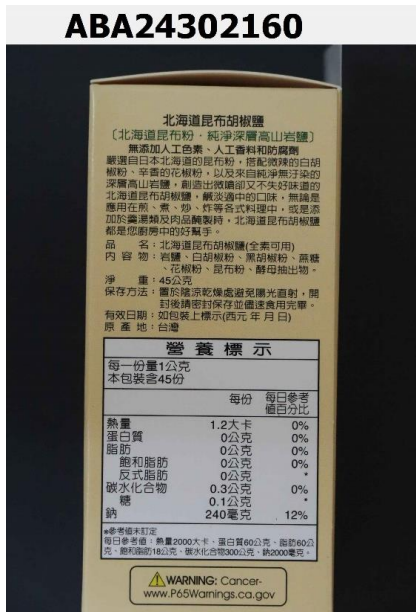 ABA24302160
北海道昆布胡椒鹽
〔北海道昆布粉，純淨深層高山岩鹽〕
無添加人工色素、人工香料和防腐劑
嚴選自日本北海道的昆布粉，搭配微辣的白胡
椒粉、辛香的花椒粉，以及來自純淨無汙染的
深層高山岩鹽，創造出微嗆卻又不失好味道的
北海道昆布胡椒鹽，鹹淡適中的口味，無論是
應用在煎、煮、炒、炸等各式料理中，或是添
加於羹湯類及肉品醃製時，北海道昆布胡椒鹽
都是您廚房中的好幫手。
品　　名：北海道昆布胡椒鹽(全素可用)
內 容 物：岩鹽、白胡椒粉、黑胡椒粉、蔗糖
、花椒粉、昆布粉、酵母抽出物。
淨　　重：45公克
保存方法：置於陰涼乾燥處避免陽光直射，開
封後請密封保存並儘速食用完畢。
有效日期：如包裝上標示(西元 年 月 日)
原 產 地：台灣
營養標示
每一份量1公克
本包裝含45份
每份 每日參考值百分比
熱量 1.2大卡 0%
蛋白質 0公克 0%
脂肪 0公克 0%
飽和脂肪 0公克 0%
反式脂肪 0公克 *
碳水化合物 0.3公克 0%
糖 0.1公克 *
鈉 240毫克 12%
*參考值未訂定
每日參考值：熱量2000大卡、蛋白質60公克、脂肪60公
克、飽和脂肪18公克、碳水化合物300公克、鈉2000毫克。
WARNING: Cancer-
www.P65Warnings.ca.gov